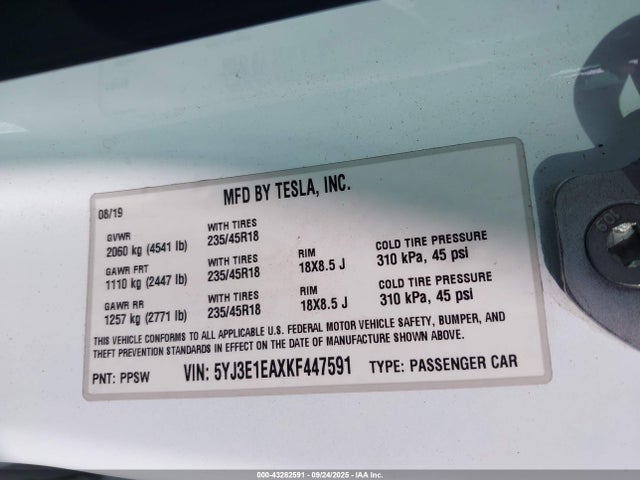 MFD BY TESLA, INC.
08/19
GVWR
2060 kg (4541 lb)
WITH TIRES
235/45R18
GAWR FRT
1110 kg (2447 lb)
WITH TIRES
235/45R18
RIM
18X8.5 J
COLD TIRE PRESSURE
310 kPa, 45 psi
GAWR RR
1257 kg (2771 lb)
WITH TIRES
235/45R18
RIM
18X8.5 J
COLD TIRE PRESSURE
310 kPa, 45 psi
THIS VEHICLE CONFORMS TO ALL APPLICABLE U.S. FEDERAL MOTOR VEHICLE SAFETY, BUMPER, AND
THEFT PREVENTION STANDARDS IN EFFECT ON THE DATE OF MANUFACTURE SHOWN ABOVE.
PNT: PPSW VIN: 5YJ3E1EAXKF447591 TYPE: PASSENGER CAR
000-43282591 - 09/24/2025 - © IAA, Inc.